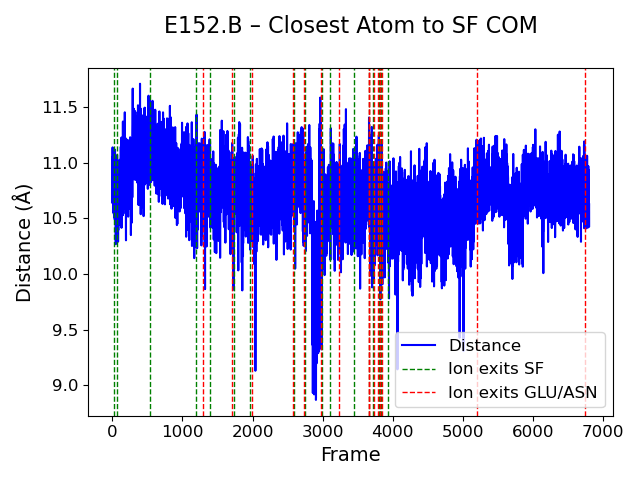 E152.B – Closest Atom to SF COM
Distance (Å)
11.5
11.0
10.5
10.0
9.5
9.0
Distance
Ion exits SF
Ion exits GLU/ASN
0 1000 2000 3000 4000 5000 6000 7000
Frame